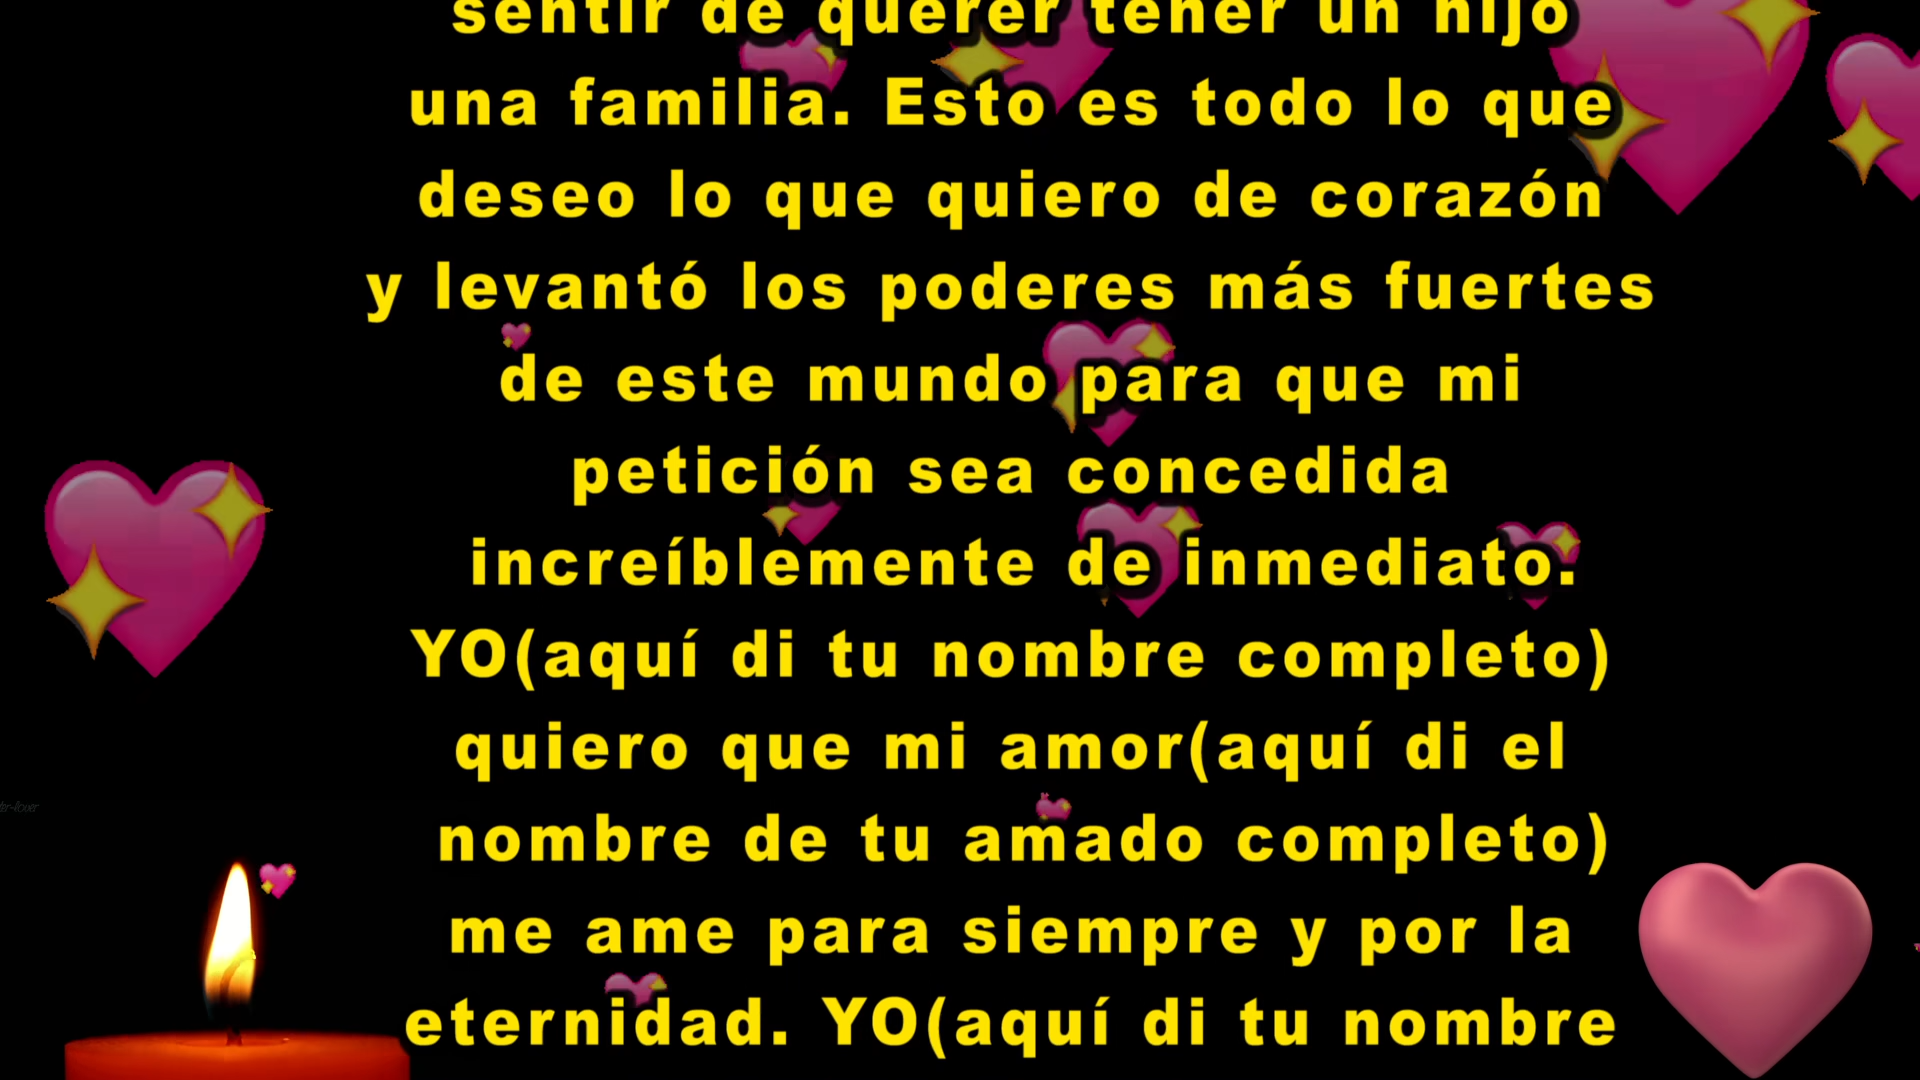 sentir de querer tener un hijo
una familia. Esto es todo lo que
deseo lo que quiero de corazón
y levantó los poderes más fuertes
de este mundo para que mi
petición sea concedida
increíblemente de inmediato.
YO(aquí di tu nombre completo)
quiero que mi amor(aquí di el
nombre de tu amado completo)
me ame para siempre y por la
eternidad. YO(aquí di tu nombre